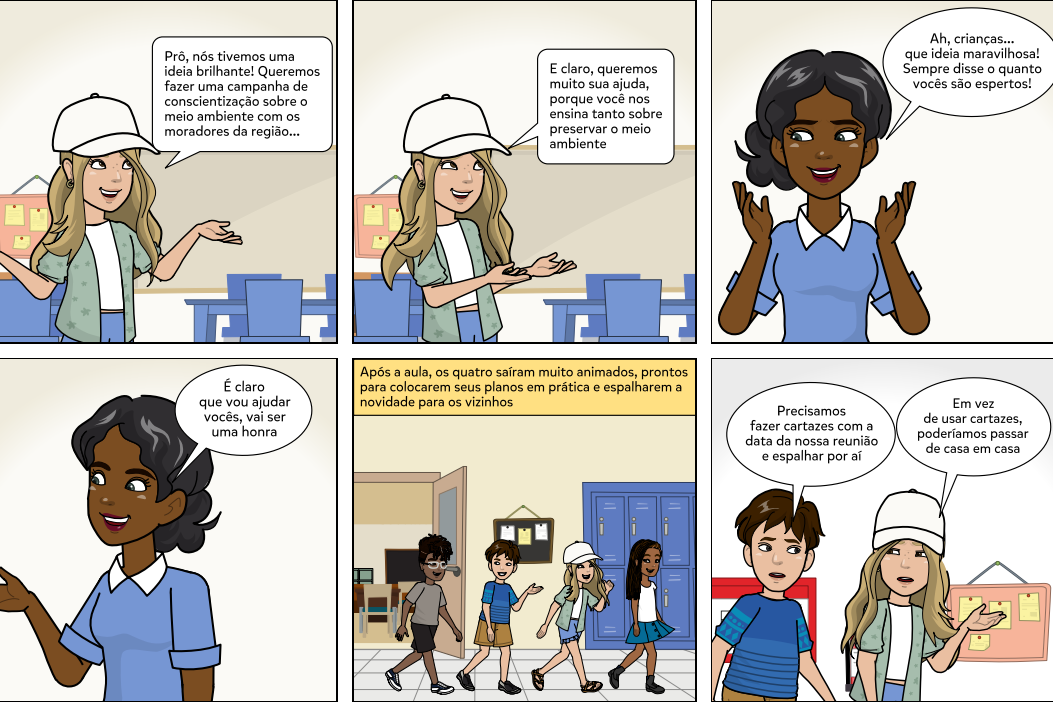 Prô, nós tivemos uma
ideia brilhante! Queremos
fazer uma campanha de
conscientização sobre o
meio ambiente com os
moradores da região...
E claro, queremos
muito sua ajuda,
porque você nos
ensina tanto sobre
preservar o meio
ambiente
Ah, crianças...
que ideia maravilhosa!
Sempre disse o quanto
vocês são espertos!
É claro
que vou ajudar
vocês, vai ser
uma honra
Após a aula, os quatro saíram muito animados, prontos
para colocarem seus planos em prática e espalharem a
novidade para os vizinhos
Precisamos
fazer cartazes com a
data da nossa reunião
e espalhar por aí
Em vez
de usar cartazes,
poderíamos passar
de casa em casa